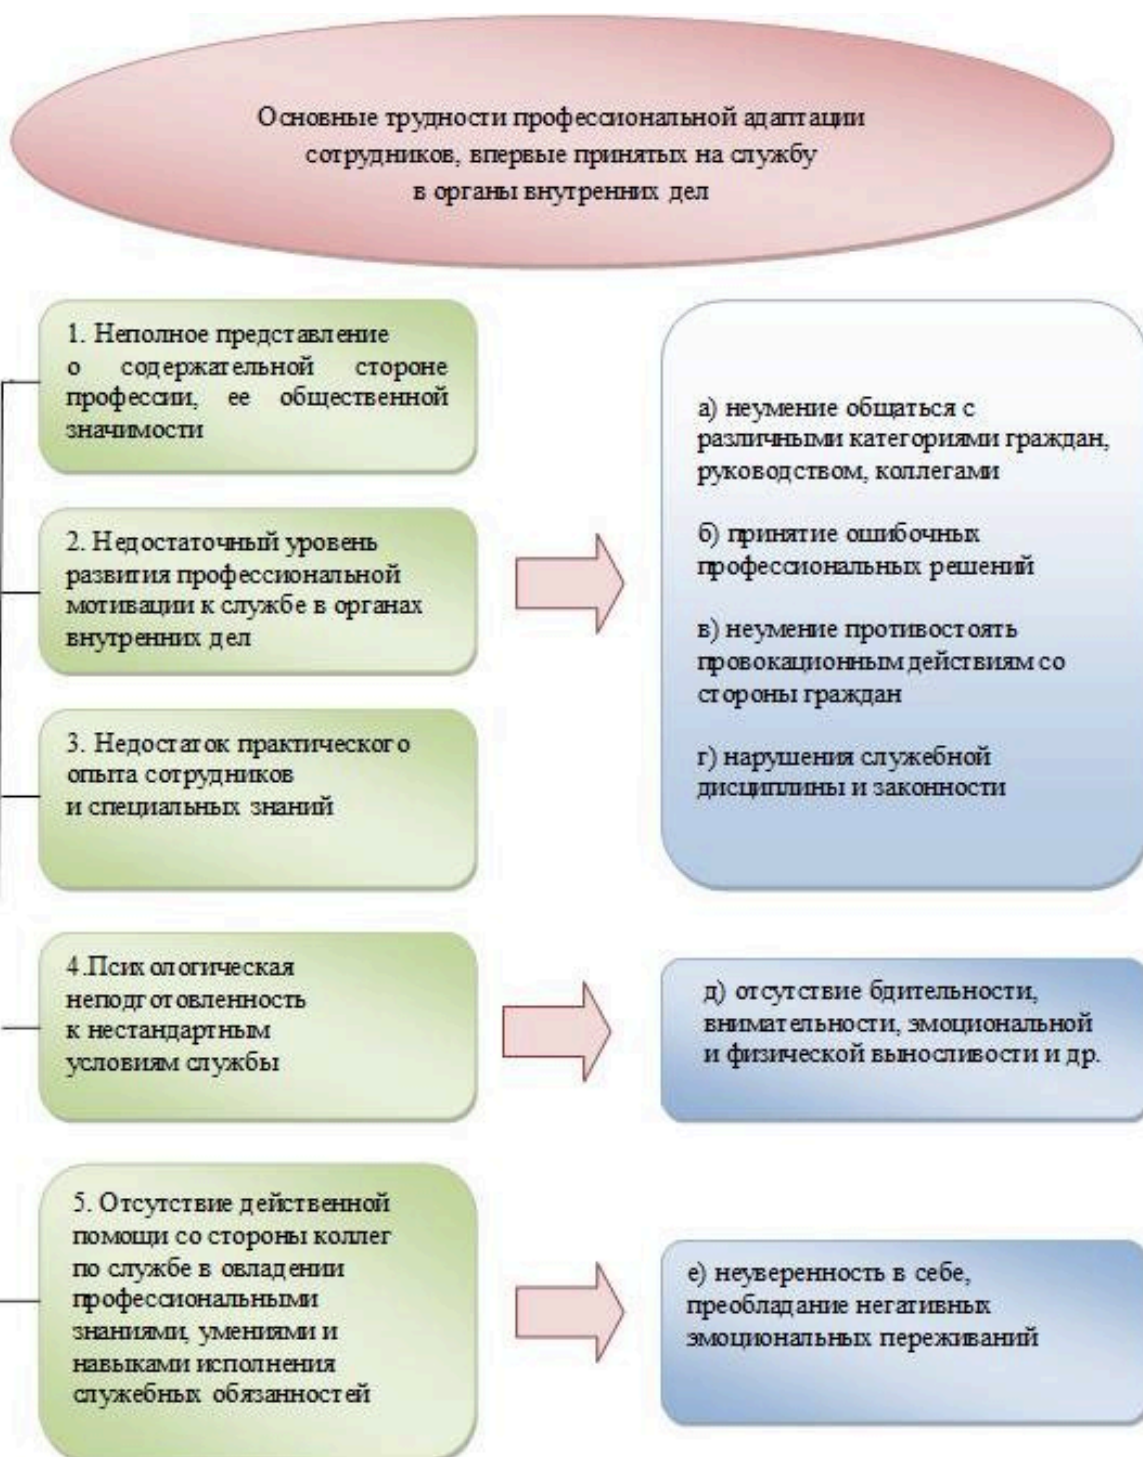 Основные трудности профессиональной адаптации
сотрудников, впервые принятых на службу
в органы внутренних дел
1. Неполное представление
о содержательной стороне
профессии, ее общественной
значимости
2. Недостаточный уровень
развития профессиональной
мотивации к службе в органах
внутренних дел
3. Недостаток практического
опыта сотрудников
и специальных знаний
а) неумение общаться с
различными категориями граждан,
руководством, коллегами
б) принятие ошибочных
профессиональных решений
в) неумение противостоять
провокационным действиям со
стороны граждан
г) нарушения служебной
дисциплины и законности
4.Психологическая
неподготовленность
к нестандартным
условиям службы
д) отсутствие бдительности,
внимательности, эмоциональной
и физической выносливости и др.
5. Отсутствие действенной
помощи со стороны коллег
по службе в овладении
профессиональными
знаниями, умениями и
навыками исполнения
служебных обязанностей
е) неуверенность в себе,
преобладание негативных
эмоциональных переживаний